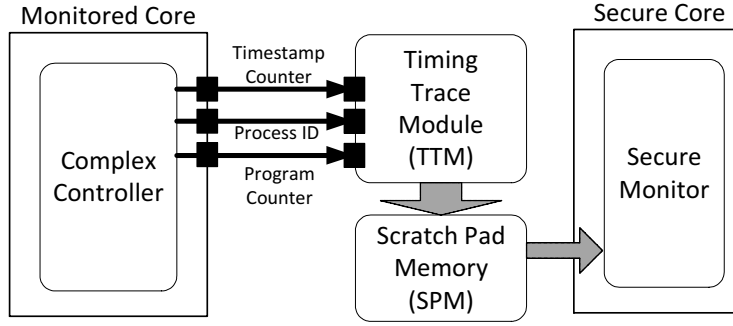 Monitored Core
Secure Core
Timestamp
Counter
Process ID
Program
Counter
Complex
Controller
Timing
Trace
Module
(TTM)
Scratch Pad
Memory
(SPM)
Secure
Monitor